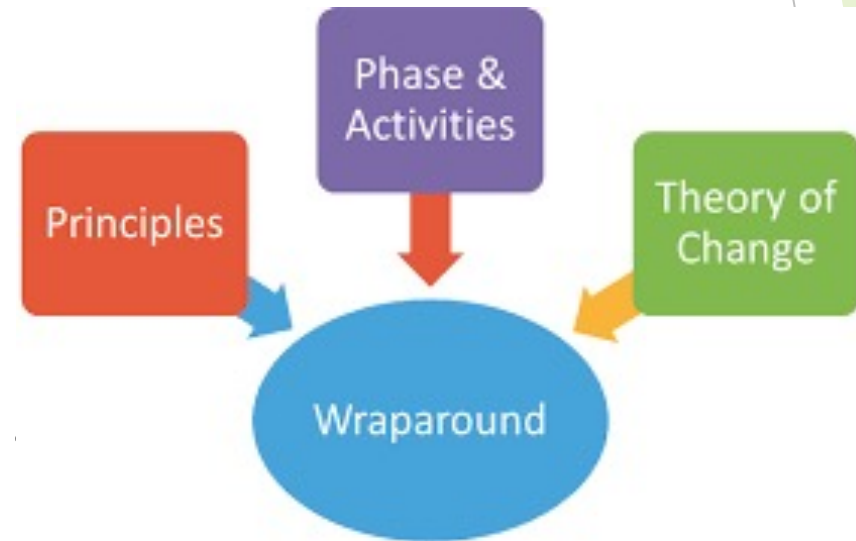 Phase &
Activities
Principles
Theory of
Change
Wraparound